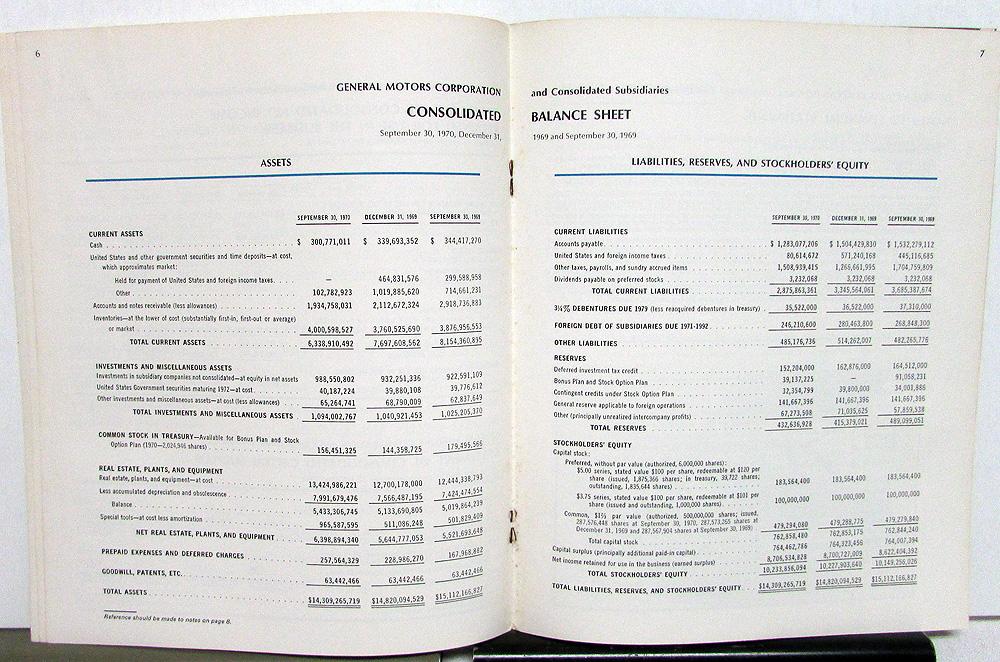 6
GENERAL MOTORS CORPORATION
CONSOLIDATED
September 30, 1970, December 31,
ASSETS
SEPTEMBER 30, 1970 DECEMBER 31, 1969 SEPTEMBER 30, 1969
CURRENT ASSETS
Cash $ 300,771,011 $ 339,693,352 $ 344,417,270
United States and other government securities and time deposits—at cost,
which approximates market:
Held for payment of United States and foreign income taxes — 464,831,576 299,588,958
Other 102,782,923 1,019,885,620 714,661,231
Accounts and notes receivable (less allowances) 1,934,758,031 2,112,672,324 2,918,736,883
Inventories—at the lower of cost (substantially first-in, first-out or average)
or market 4,000,598,527 3,760,525,690 3,876,956,553
TOTAL CURRENT ASSETS 6,338,910,492 7,697,608,562 8,154,360,895
INVESTMENTS AND MISCELLANEOUS ASSETS
Investments in subsidiary companies not consolidated—at equity in net assets 988,550,802 932,251,336 922,591,109
United States Government securities maturing 1972—at cost 40,187,224 39,880,108 39,776,612
Other investments and miscellaneous assets—at cost (less allowances) 65,264,741 68,790,009 62,837,649
TOTAL INVESTMENTS AND MISCELLANEOUS ASSETS 1,094,002,767 1,040,921,453 1,025,205,370
COMMON STOCK IN TREASURY—Available for Bonus Plan and Stock
Option Plan (1970—2,024,946 shares) 156,451,325 144,358,725 179,495,566
REAL ESTATE, PLANTS, AND EQUIPMENT
Real estate, plants, and equipment—at cost 13,424,986,221 12,700,178,000 12,444,338,793
Less accumulated depreciation and obsolescence 7,991,679,476 7,566,487,195 7,424,474,554
Balance 5,433,306,745 5,133,690,805 5,019,864,239
Special tools—at cost less amortization 965,587,595 511,086,248 501,829,409
NET REAL ESTATE, PLANTS, AND EQUIPMENT 6,398,894,340 5,644,777,053 5,521,693,648
PREPAID EXPENSES AND DEFERRED CHARGES 257,564,329 228,986,270 167,968,882
GOODWILL, PATENTS, ETC. 63,442,466 63,442,466 63,442,466
TOTAL ASSETS $14,309,265,719 $14,820,094,529 $15,112,166,827
Reference should be made to notes on page 8.
7
and Consolidated Subsidiaries
BALANCE SHEET
1969 and September 30, 1969
LIABILITIES, RESERVES, AND STOCKHOLDERS' EQUITY
SEPTEMBER 30, 1970 DECEMBER 31, 1969 SEPTEMBER 30, 1969
CURRENT LIABILITIES
Accounts payable $ 1,283,077,206 $ 1,504,429,830 $ 1,532,279,112
United States and foreign income taxes 80,614,672 571,240,168 445,116,685
Other taxes, payrolls, and sundry accrued items 1,508,939,415 1,266,661,995 1,704,759,809
Dividends payable on preferred stocks 3,232,068 3,232,068 3,232,068
TOTAL CURRENT LIABILITIES 2,875,863,361 3,345,564,061 3,685,387,674
3¼% DEBENTURES DUE 1979 (less reacquired debentures in treasury) 35,522,000 36,522,000 37,310,000
FOREIGN DEBT OF SUBSIDIARIES DUE 1971-1992 246,210,600 280,463,800 268,848,300
OTHER LIABILITIES 485,176,736 514,262,007 482,265,776
RESERVES
Deferred investment tax credit 152,204,000 162,876,000 164,512,000
Bonus Plan and Stock Option Plan 39,137,225 91,058,231
Contingent credits under Stock Option Plan 32,354,799 39,800,000 34,001,886
General reserve applicable to foreign operations 141,667,396 141,667,396 141,667,396
Other (principally unrealized intercompany profits) 67,273,508 71,035,625 57,859,538
TOTAL RESERVES 432,636,928 415,379,021 489,099,051
STOCKHOLDERS' EQUITY
Capital stock:
Preferred, without par value (authorized, 6,000,000 shares):
$5.00 series, stated value $100 per share, redeemable at $120 per
share (issued, 1,875,366 shares; in treasury, 39,722 shares;
outstanding, 1,835,644 shares) 183,564,400 183,564,400 183,564,400
$3.75 series, stated value $100 per share, redeemable at $101 per
share (issued and outstanding, 1,000,000 shares) 100,000,000 100,000,000 100,000,000
Common, $1⅔ par value (authorized, 500,000,000 shares; issued,
287,576,448 shares at September 30, 1970, 287,573,265 shares at
December 31, 1969 and 287,567,904 shares at September 30, 1969) 479,294,080 479,288,775 479,279,840
Total capital stock 762,858,480 762,853,175 762,844,240
Capital surplus (principally additional paid-in capital) 764,462,786 764,323,456 764,007,394
Net income retained for use in the business (earned surplus) 8,706,534,828 8,700,727,009 8,622,404,392
TOTAL STOCKHOLDERS' EQUITY 10,233,856,094 10,227,903,640 10,149,256,026
TOTAL LIABILITIES, RESERVES, AND STOCKHOLDERS' EQUITY $14,309,265,719 $14,820,094,529 $15,112,166,827